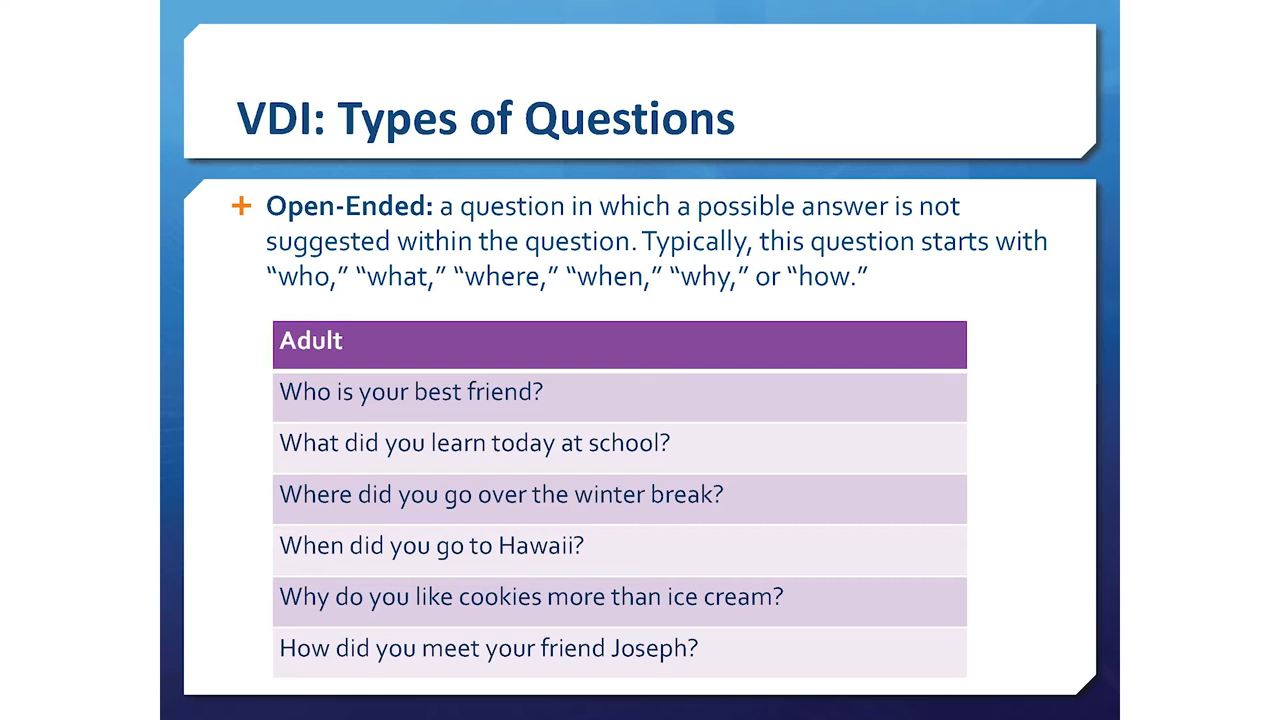 VDI: Types of Questions
Open-Ended: a question in which a possible answer is not
suggested within the question. Typically, this question starts with
“who,” “what,” “where,” “when,” “why,” or “how.”
Adult
Who is your best friend?
What did you learn today at school?
Where did you go over the winter break?
When did you go to Hawaii?
Why do you like cookies more than ice cream?
How did you meet your friend Joseph?